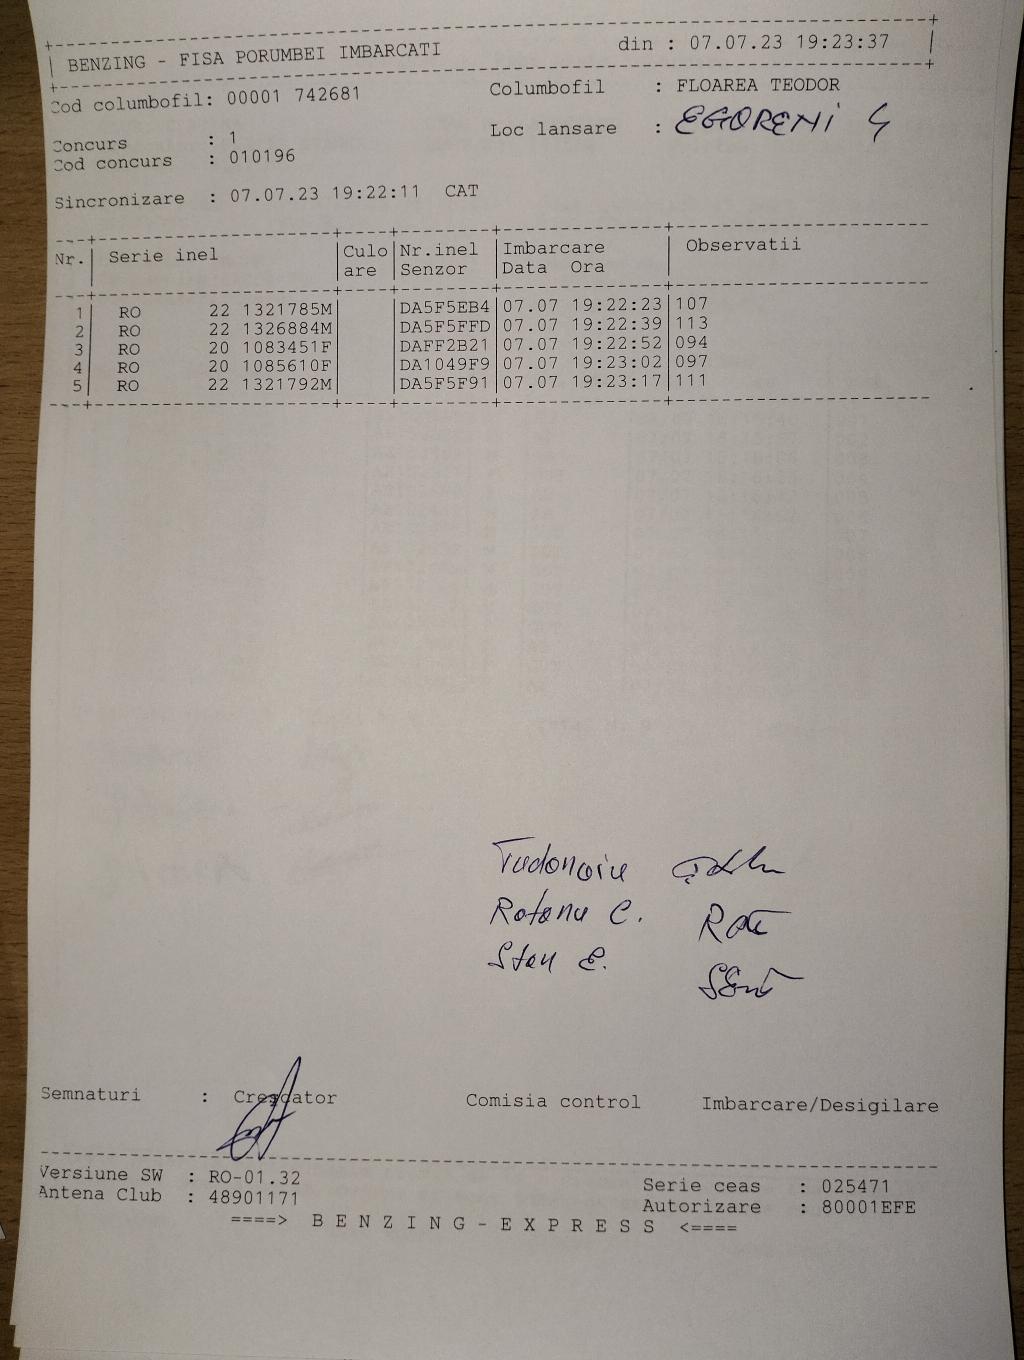 BENZING - FISA PORUMBEI IMBARCATI din : 07.07.23 19:23:37
Cod columbofil: 00001 742681 Columbofil : FLOAREA TEODOR
Loc lansare : EGORENI 4
Concurs : 1
Cod concurs : 010196
Sincronizare : 07.07.23 19:22:11 CAT
Nr. Serie inel Culo Nr.inel Imbarcare Observatii
are Senzor Data Ora
1 RO 22 1321785M DA5F5EB4 07.07 19:22:23 107
2 RO 22 1326884M DA5F5FFD 07.07 19:22:39 113
3 RO 20 1083451F DAFF2B21 07.07 19:22:52 094
4 RO 20 1085610F DA1049F9 07.07 19:23:02 097
5 RO 22 1321792M DA5F5F91 07.07 19:23:17 111
Rotanu C.
Stan E.
Semnaturi : Crescator Comisia control Imbarcare/Desigilare
Versiune SW : RO-01.32 Serie ceas : 025471
Antena Club : 48901171 Autorizare : 80001EFE
====> B E N Z I N G - E X P R E S S <====